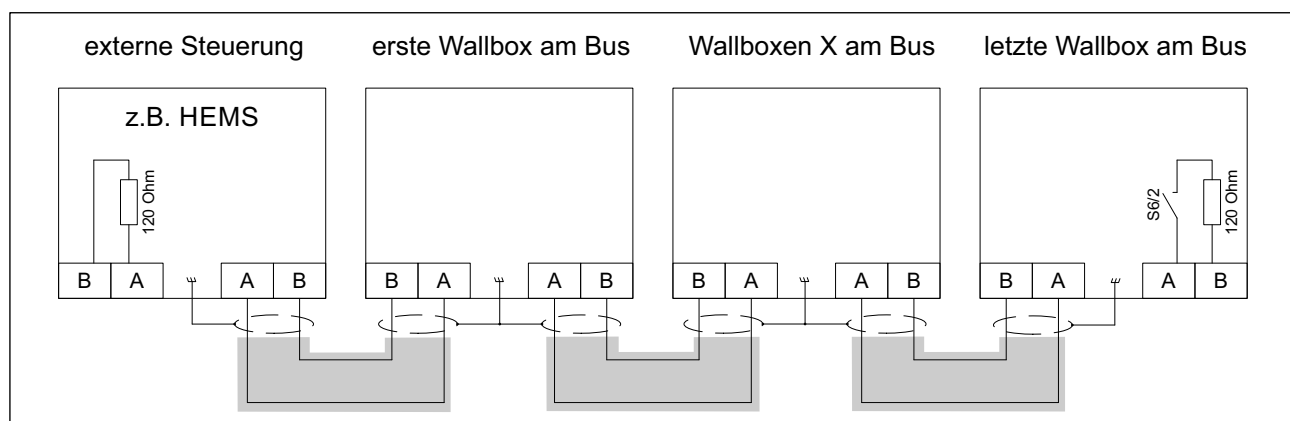 externe Steuerung erste Wallbox am Bus Wallboxen X am Bus letzte Wallbox am Bus
z.B. HEMS
120 Ohm
S6/2
120 Ohm
B A A B B A A B B A A B B A A B